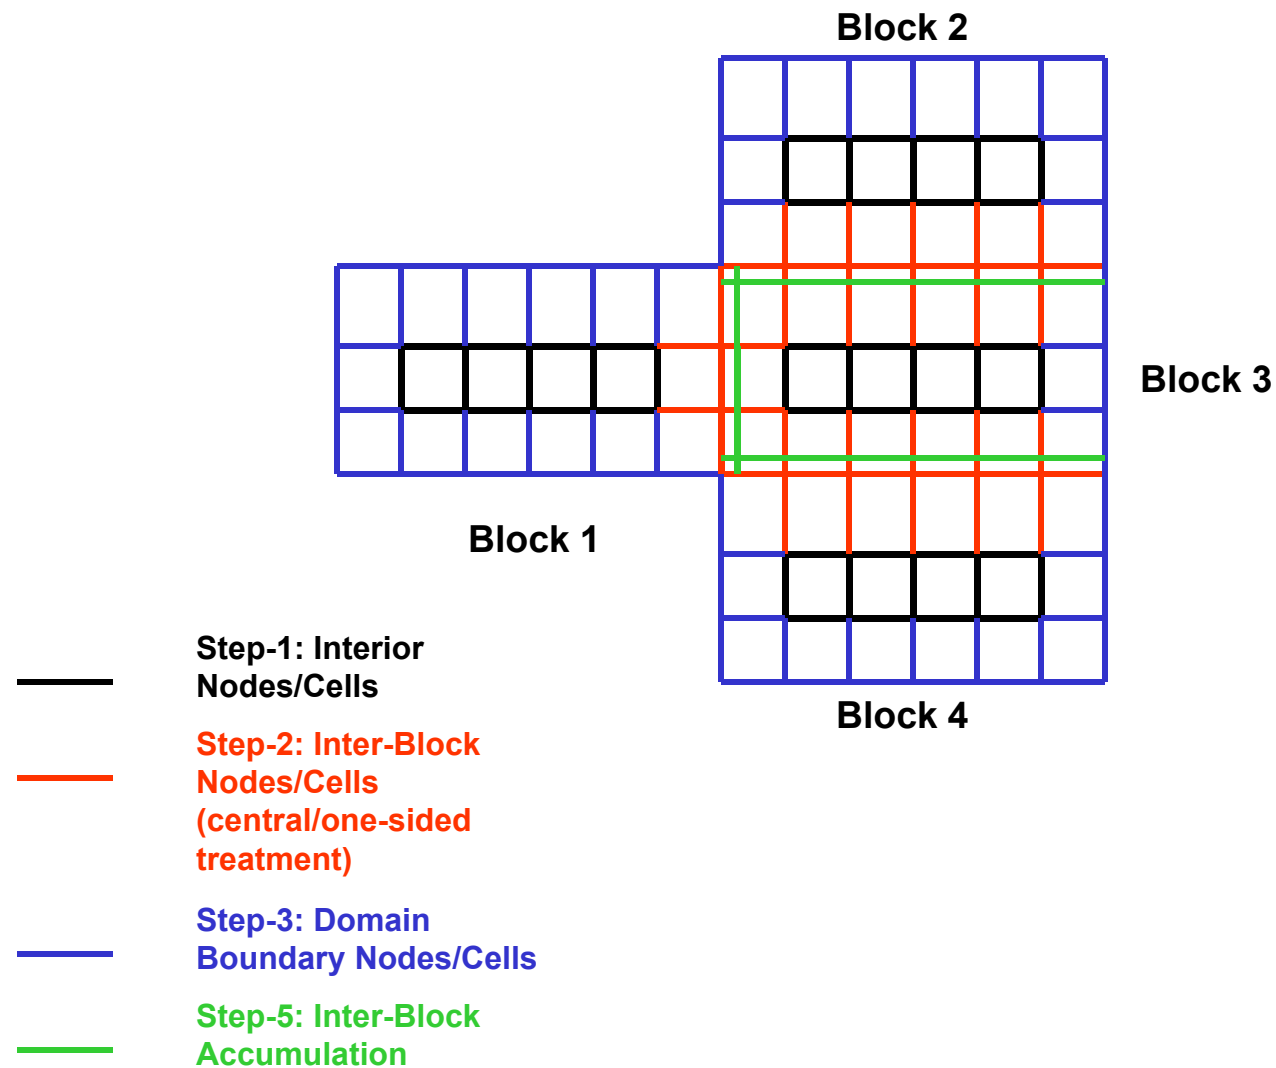 Block 2
Block 3
Block 1
Block 4
Step-1: Interior
Nodes/Cells
Step-2: Inter-Block
Nodes/Cells
(central/one-sided
treatment)
Step-3: Domain
Boundary Nodes/Cells
Step-5: Inter-Block
Accumulation